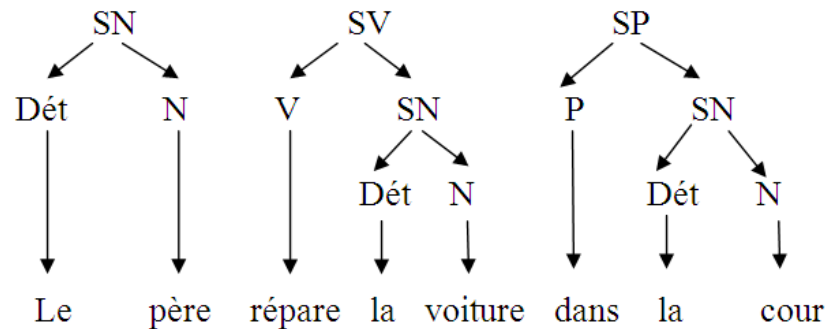 SN SV SP
Dét N V SN P SN
Dét N Dét N
Le père répare la voiture dans la cour